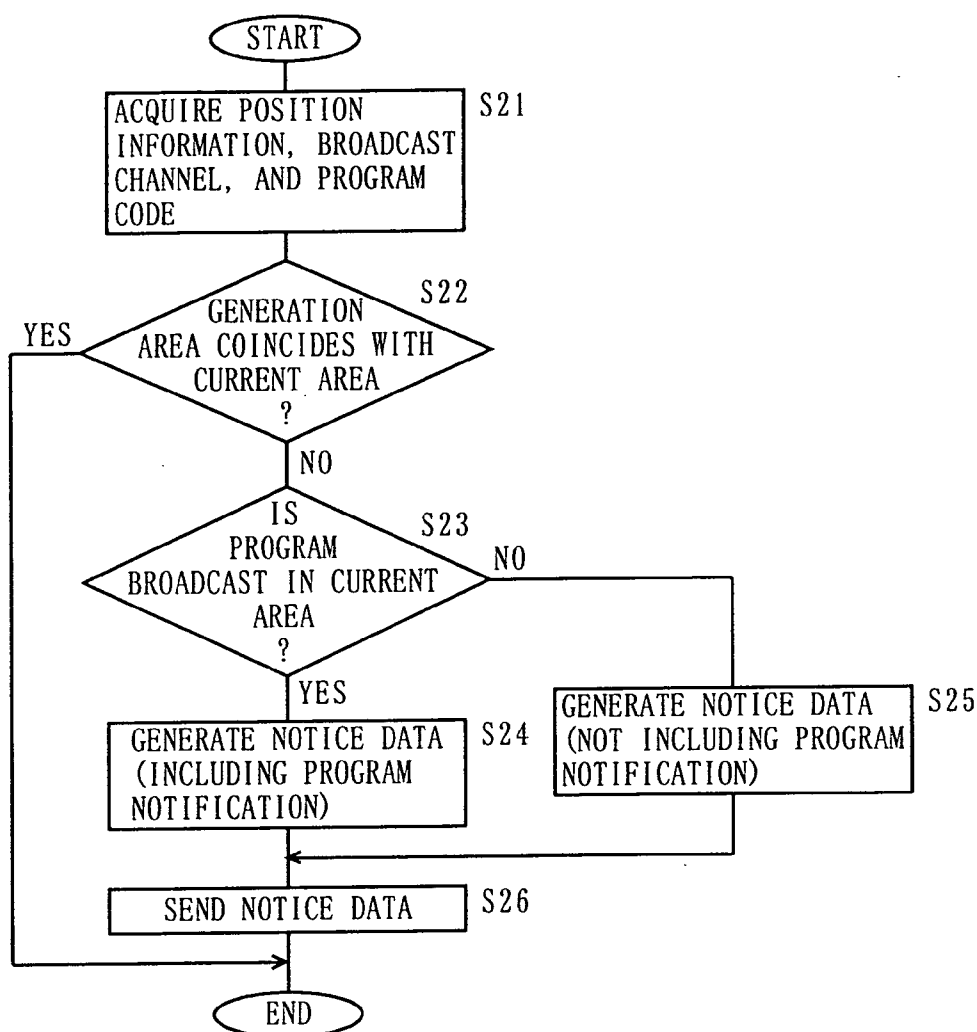 START
ACQUIRE POSITION
INFORMATION, BROADCAST
CHANNEL, AND PROGRAM
CODE
S21
S22
GENERATION
AREA COINCIDES WITH
CURRENT AREA
?
YES
NO
IS
PROGRAM
BROADCAST IN CURRENT
AREA
?
S23
NO
YES
GENERATE NOTICE DATA
(INCLUDING PROGRAM
NOTIFICATION)
S24
GENERATE NOTICE DATA
(NOT INCLUDING PROGRAM
NOTIFICATION)
S25
SEND NOTICE DATA
S26
END